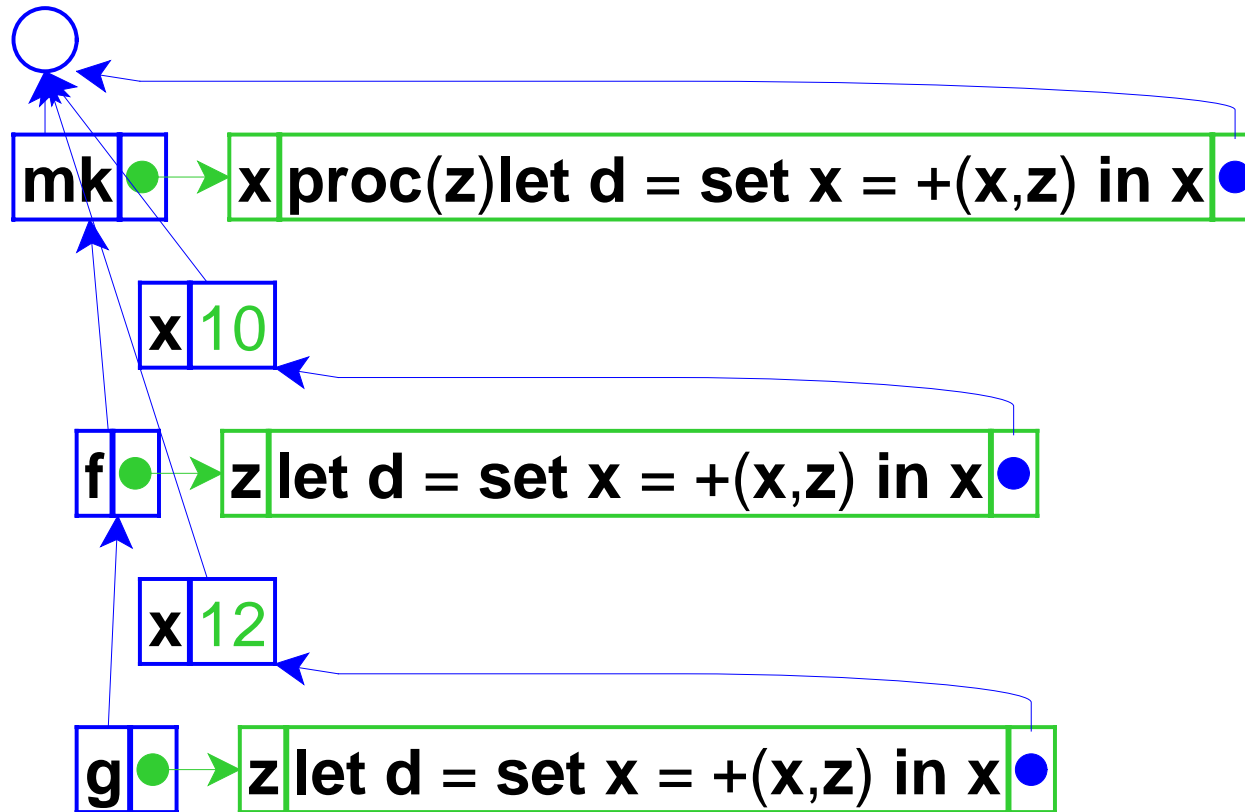 mk x proc(z)let d = set x = +(x,z) in x
x 10
f z let d = set x = +(x,z) in x
x 12
g z let d = set x = +(x,z) in x